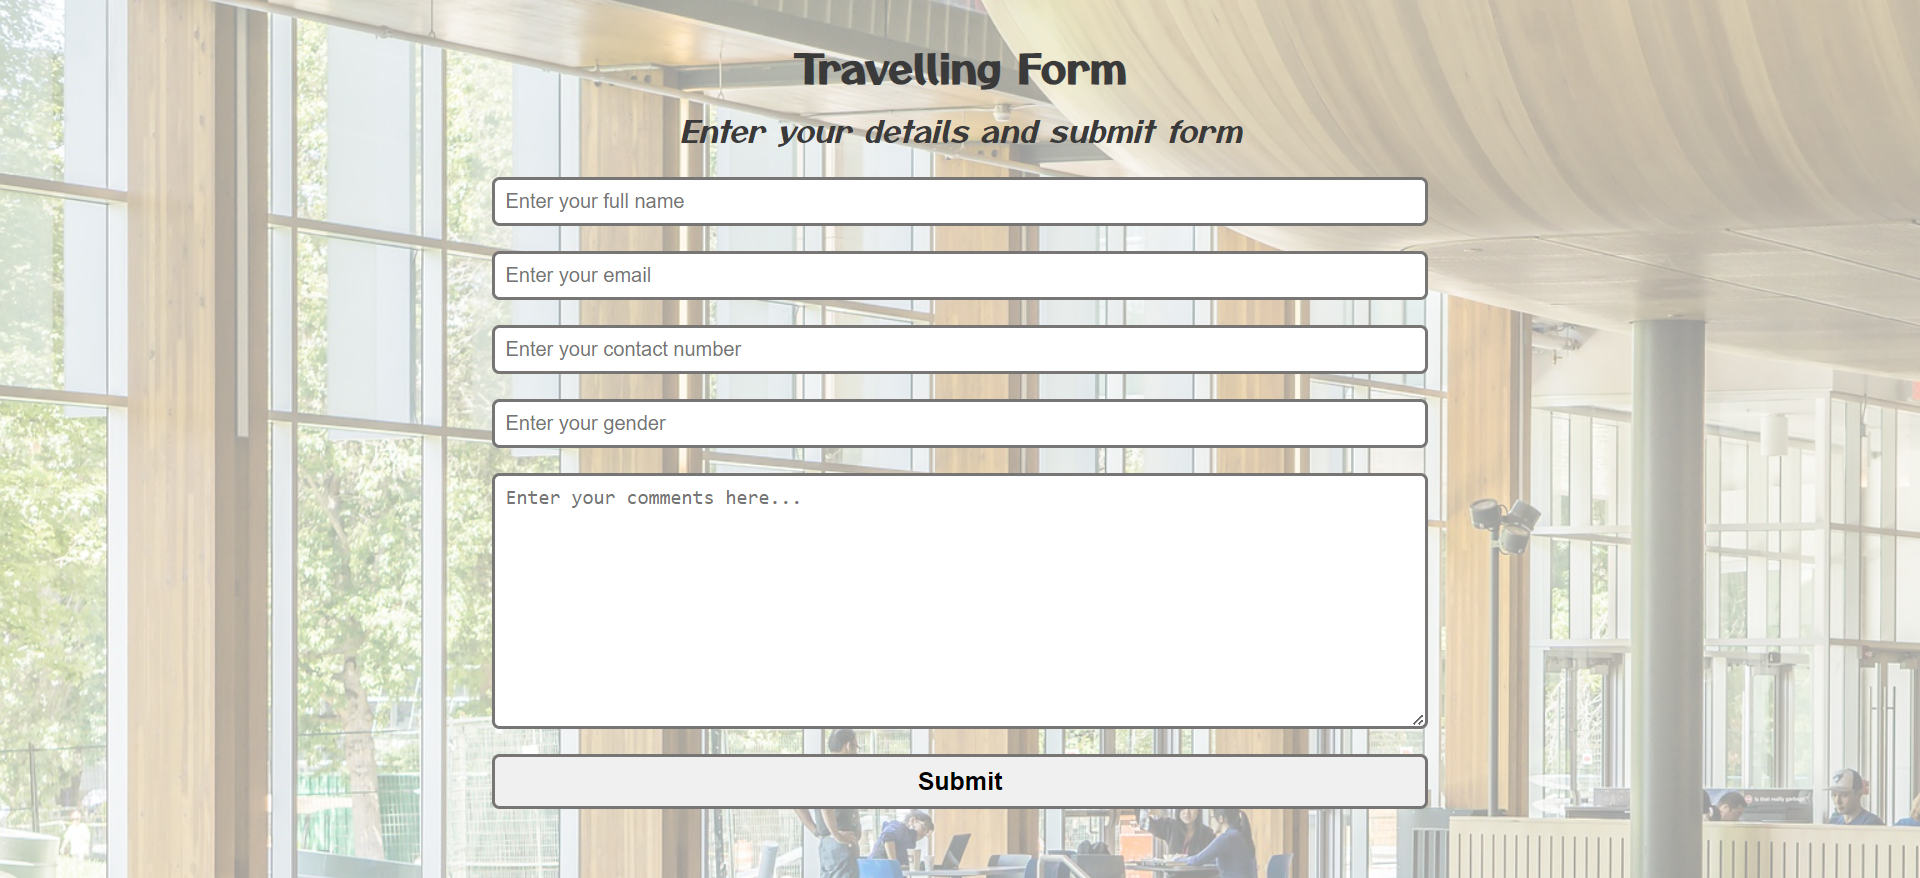 Travelling Form
Enter your details and submit form
Enter your full name
Enter your email
Enter your contact number
Enter your gender
Enter your comments here...
Submit